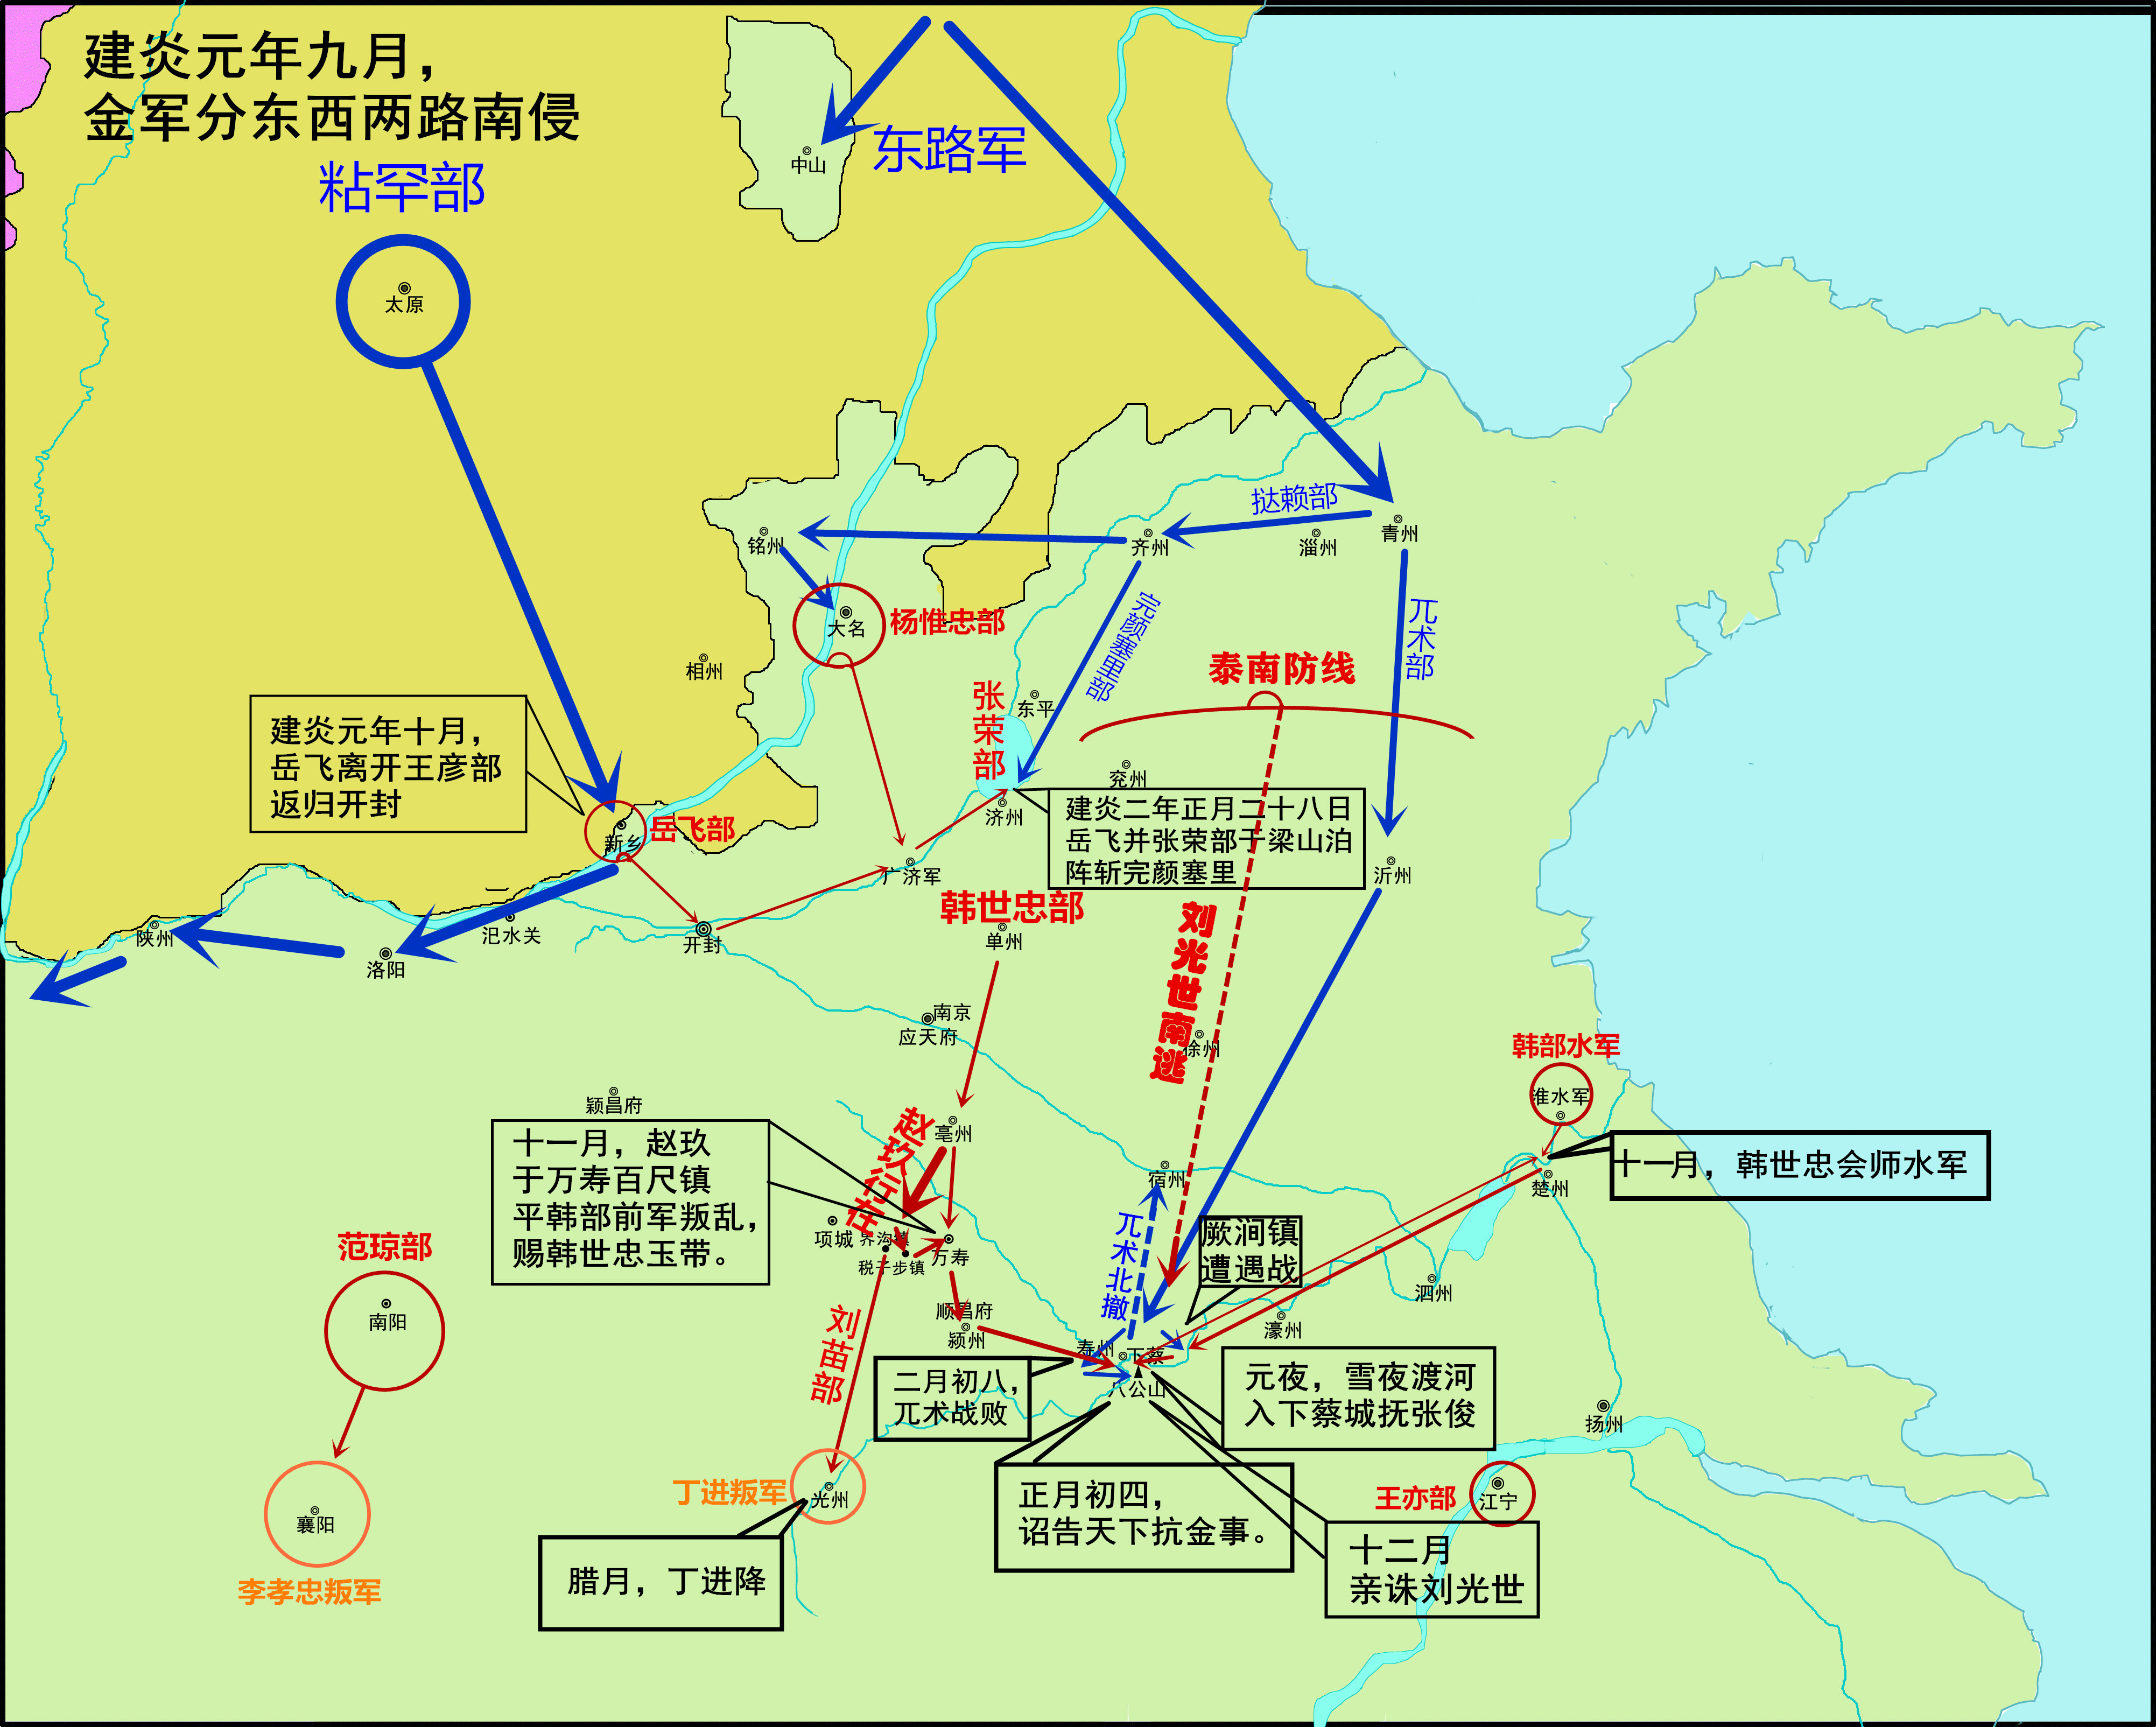 建炎元年九月，
金军分东西两路南侵
粘罕部
太原
中山
东路军
铭州
齐州
挞赖部
淄州
青州
大名
杨惟忠部
相州
完颜塞里部
兀术部
泰南防线
张荣部
东平
兖州
济州
建炎元年十月，
岳飞离开王彦部
返归开封
新乡
岳飞部
建炎二年正月二十八日
岳飞并张荣部于梁山泊
阵斩完颜塞里
广济军
沂州
韩世忠部
单州
陕州
洛阳
汜水关
开封
刘光世南逃
南京
应天府
徐州
韩部水军
淮水军
颍昌府
赵玖行在
亳州
十一月，赵玖
于万寿百尺镇
平韩部前军叛乱，
赐韩世忠玉带。
宿州
楚州
十一月，韩世忠会师水军
项城
界沟镇
税子步镇
万寿
兀术北撤
厥涧镇
遭遇战
泗州
范琼部
南阳
刘苗部
顺昌府
颍州
濠州
寿州
下蔡
八公山
二月初八，
兀术战败
元夜，雪夜渡河
入下蔡城抚张俊
扬州
丁进叛军
光州
正月初四，
诏告天下抗金事。
王亦部
江宁
襄阳
李孝忠叛军
腊月，丁进降
十二月
亲诛刘光世